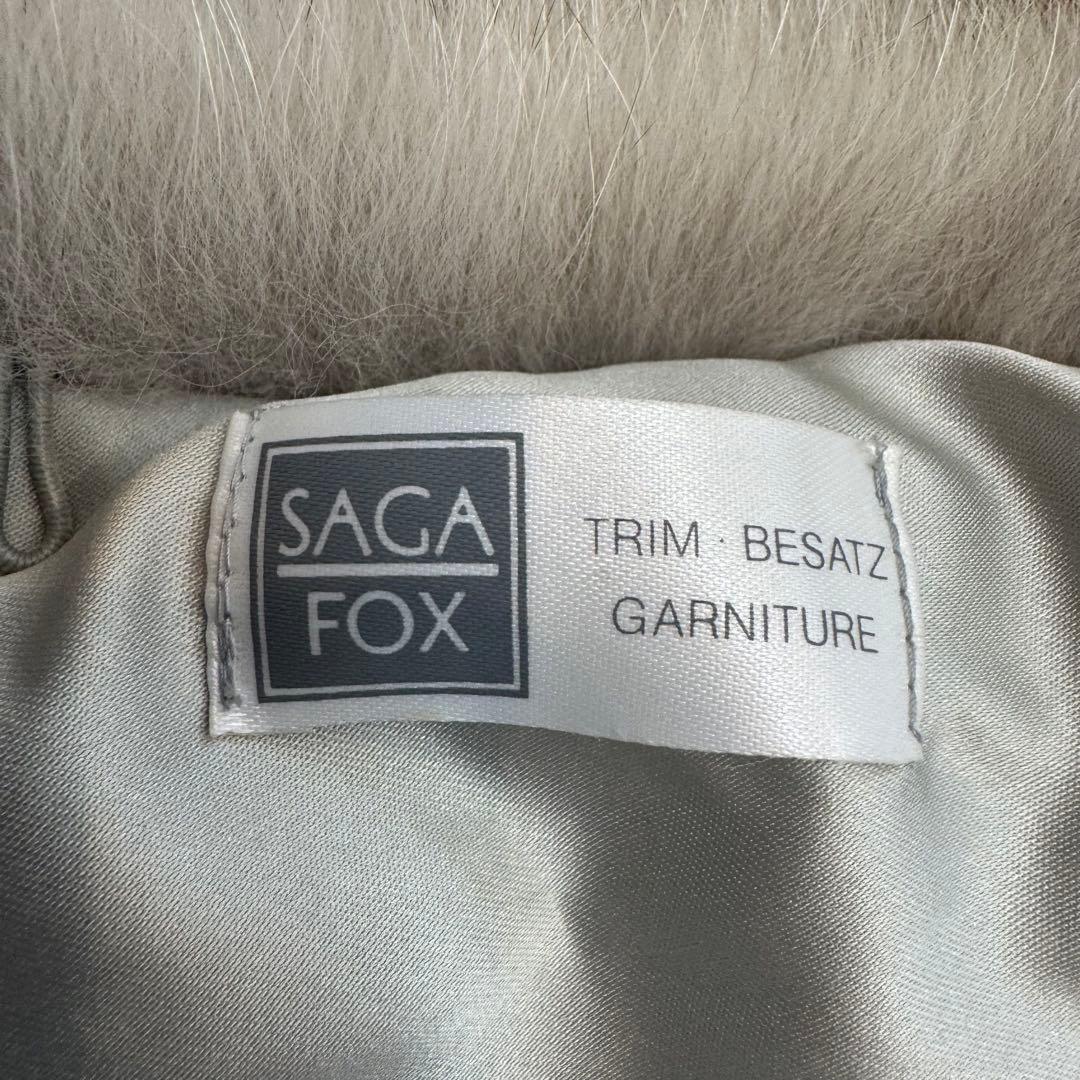 SAGA
FOX
TRIM · BESATZ
GARNITURE